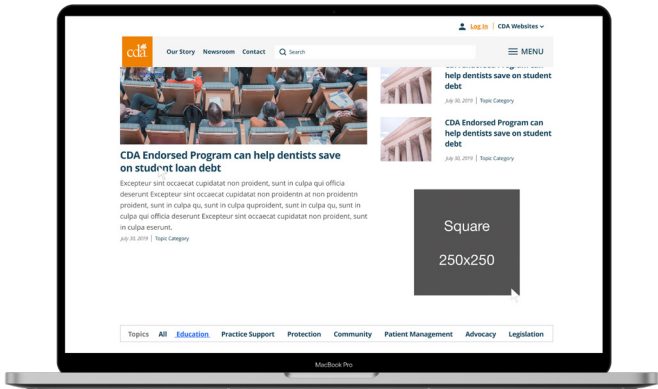 Log In | CDA Websites
cda.
Our Story Newsroom Contact Search MENU
help dentists save on student
debt
July 30, 2019 | Topic Category
CDA Endorsed Program can
help dentists save on student
debt
July 30, 2019 | Topic Category
CDA Endorsed Program can help dentists save
on student loan debt
Excepteur sint occaecat cupidatat non proident, sunt in culpa qui officia
deserunt Excepteur sint occaecat cupidatat non proidentn at non proidentn
proident, sunt in culpa qu, sunt in culpa quproident, sunt in culpa qu, sunt in
culpa qui officia deserunt Excepteur sint occaecat cupidatat non proident, sunt
in culpa eserunt.
July 30, 2019 | Topic Category
Square
250x250
Topics All Education Practice Support Protection Community Patient Management Advocacy Legislation
MacBook Pro